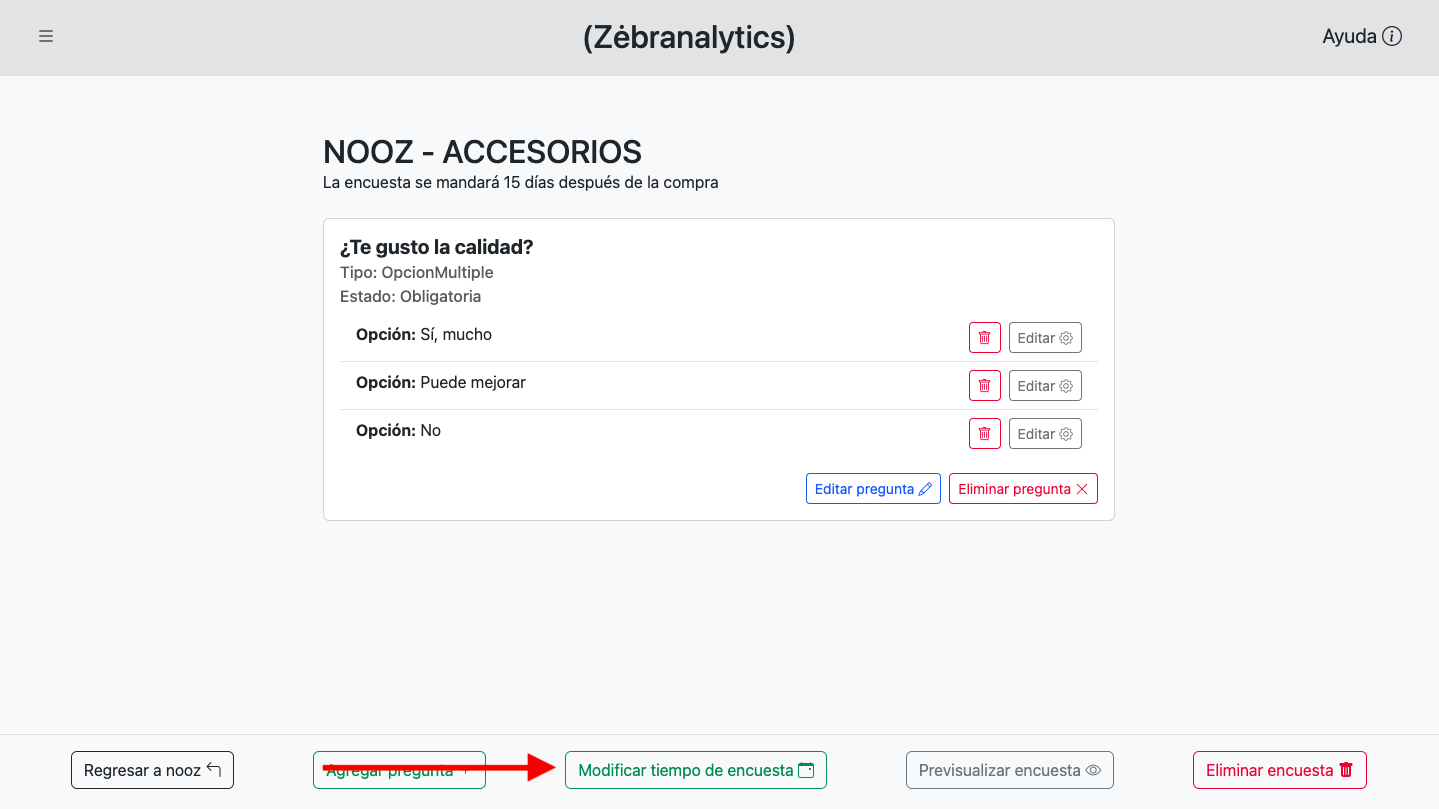 (Zėbranalytics)
Ayuda
NOOZ - ACCESORIOS
La encuesta se mandará 15 días después de la compra
¿Te gusto la calidad?
Tipo: OpcionMultiple
Estado: Obligatoria
Opción: Sí, mucho
Editar
Opción: Puede mejorar
Editar
Opción: No
Editar
Editar pregunta
Eliminar pregunta
Regresar a nooz
Agregar pregunta
Modificar tiempo de encuesta
Previsualizar encuesta
Eliminar encuesta